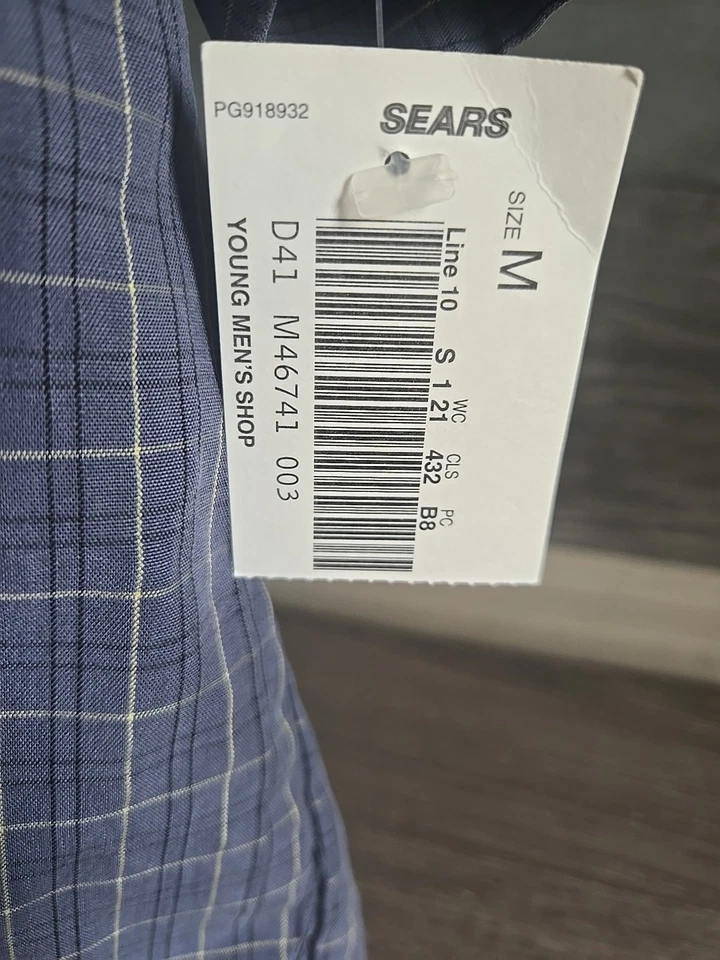 PG918932
SEARS
SIZE M
Line 10 S 1 21 432 B8
WC CLS PC
D41 M46741 003
YOUNG MEN'S SHOP